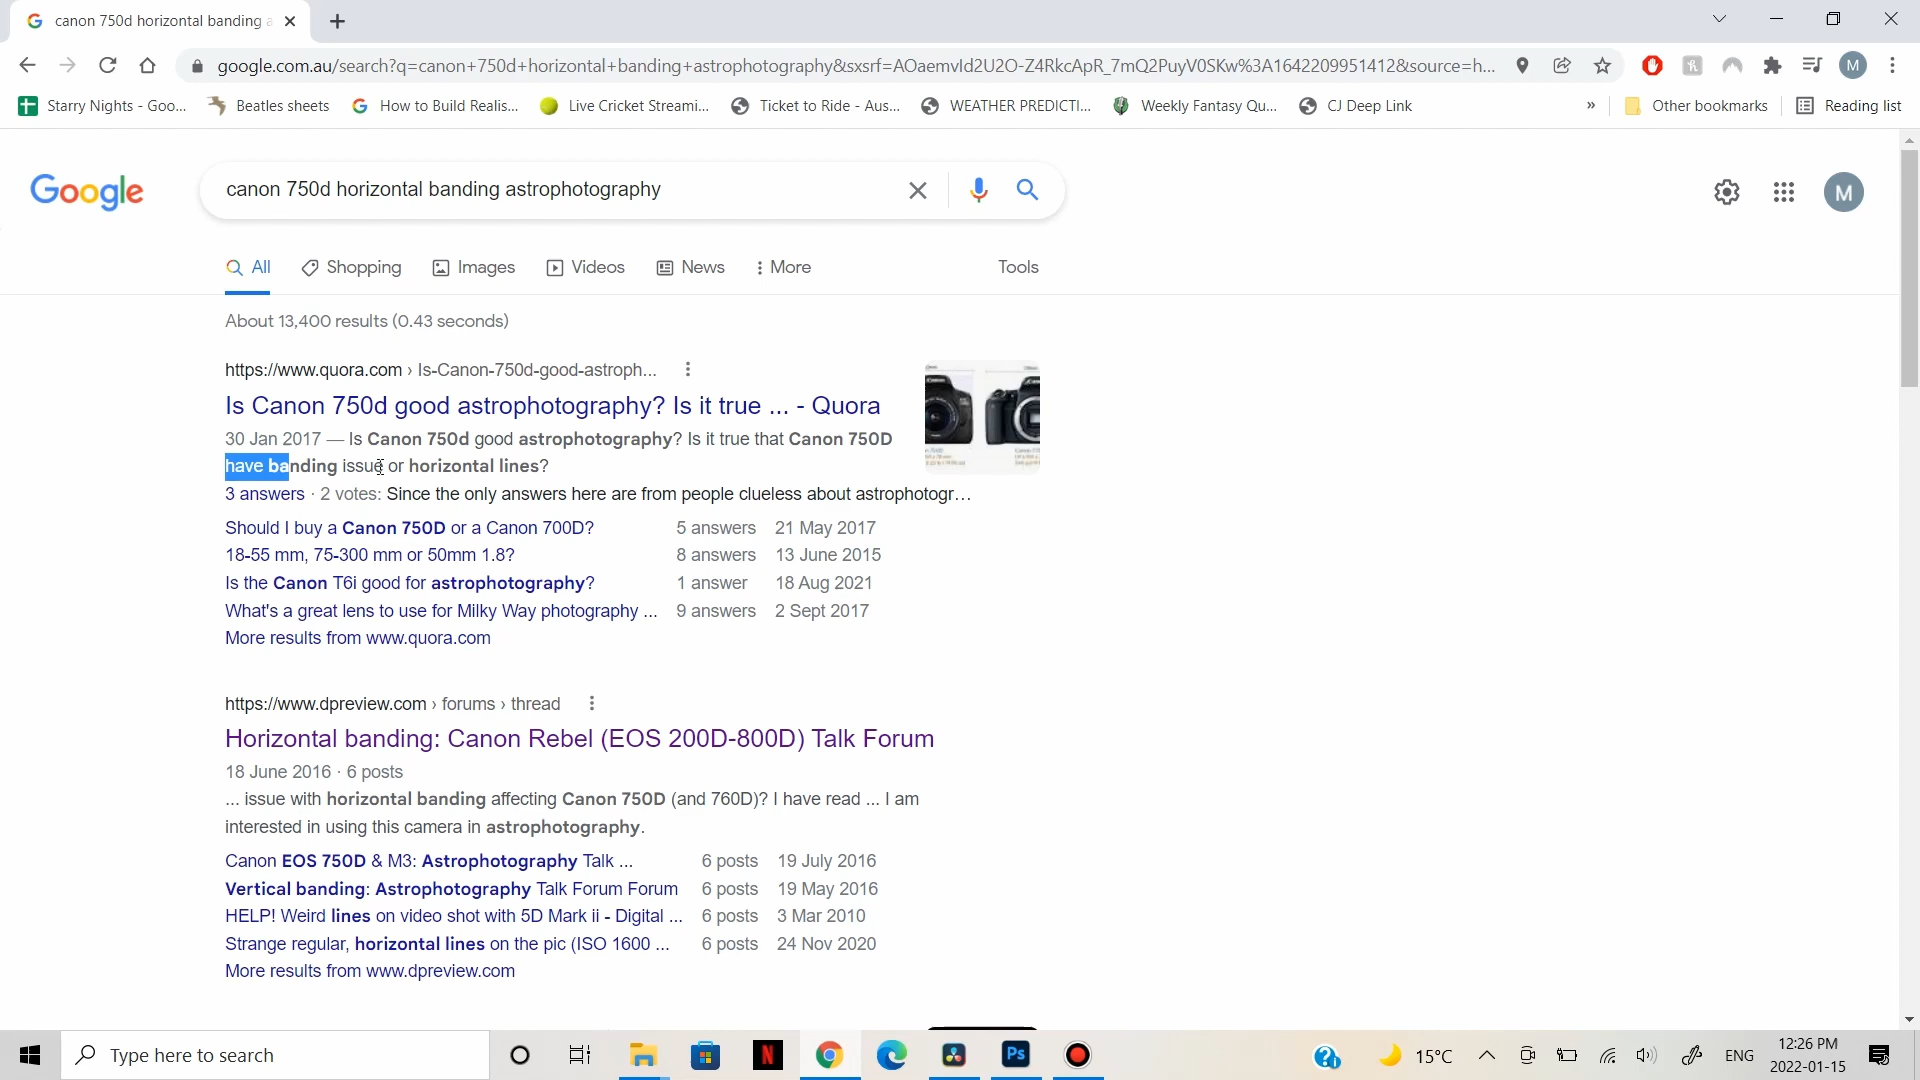 canon 750d horizontal banding a
google.com.au/search?q=canon+750d+horizontal+banding+astrophotography&sxsrf=AOaemvId2U2O-Z4RkcApR_7mQ2PuyV0SKw%3A1642209951412&source=h...
Starry Nights - Goo...
Beatles sheets
How to Build Realis...
Live Cricket Streami...
Ticket to Ride - Aus...
WEATHER PREDICTI...
Weekly Fantasy Qu...
CJ Deep Link
»
Other bookmarks
Reading list
Google
canon 750d horizontal banding astrophotography
M
All
Shopping
Images
Videos
News
More
Tools
About 13,400 results (0.43 seconds)
https://www.quora.com › Is-Canon-750d-good-astroph...
Is Canon 750d good astrophotography? Is it true ... - Quora
30 Jan 2017 — Is Canon 750d good astrophotography? Is it true that Canon 750D
have banding issue or horizontal lines?
3 answers · 2 votes: Since the only answers here are from people clueless about astrophotogr...
Should I buy a Canon 750D or a Canon 700D? 5 answers 21 May 2017
18-55 mm, 75-300 mm or 50mm 1.8? 8 answers 13 June 2015
Is the Canon T6i good for astrophotography? 1 answer 18 Aug 2021
What's a great lens to use for Milky Way photography ... 9 answers 2 Sept 2017
More results from www.quora.com
https://www.dpreview.com › forums › thread
Horizontal banding: Canon Rebel (EOS 200D-800D) Talk Forum
18 June 2016 · 6 posts
... issue with horizontal banding affecting Canon 750D (and 760D)? I have read ... I am
interested in using this camera in astrophotography.
Canon EOS 750D & M3: Astrophotography Talk ... 6 posts 19 July 2016
Vertical banding: Astrophotography Talk Forum Forum 6 posts 19 May 2016
HELP! Weird lines on video shot with 5D Mark ii - Digital ... 6 posts 3 Mar 2010
Strange regular, horizontal lines on the pic (ISO 1600 ... 6 posts 24 Nov 2020
More results from www.dpreview.com
Type here to search
N
Ps
15°C
ENG
12:26 PM
2022-01-15